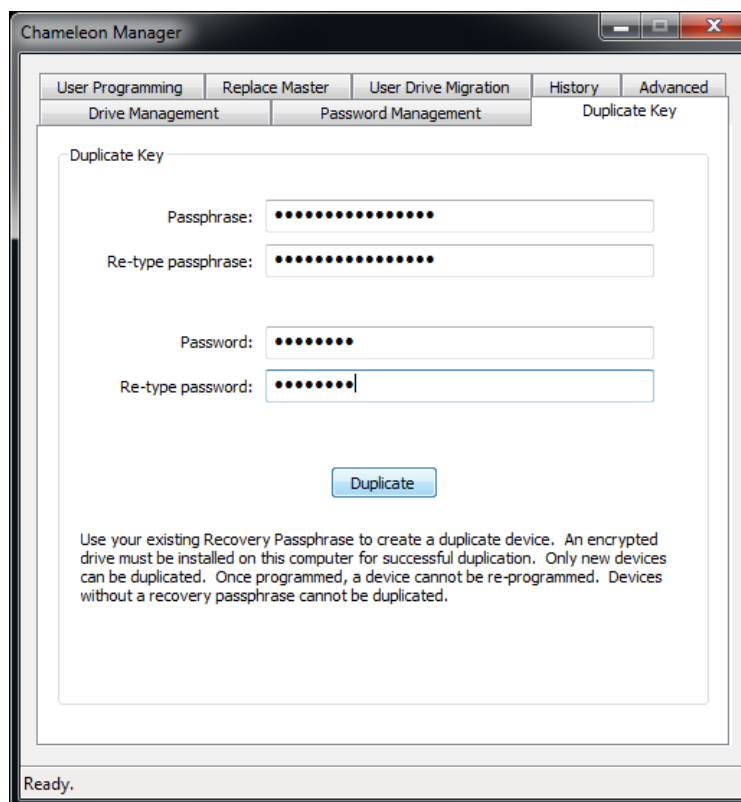 Chameleon Manager
User Programming Replace Master User Drive Migration History Advanced
Drive Management Password Management Duplicate Key
Duplicate Key
Passphrase: ••••••••••••••••
Re-type passphrase: ••••••••••••••••
Password: ••••••••
Re-type password: ••••••••
Duplicate
Use your existing Recovery Passphrase to create a duplicate device. An encrypted
drive must be installed on this computer for successful duplication. Only new devices
can be duplicated. Once programmed, a device cannot be re-programmed. Devices
without a recovery passphrase cannot be duplicated.
Ready.